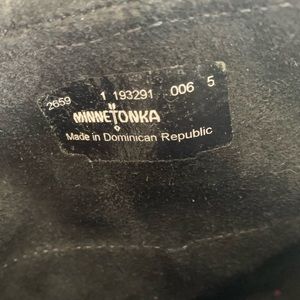 2659 1 193291 006 5
MINNETONKA
Made in Dominican Republic